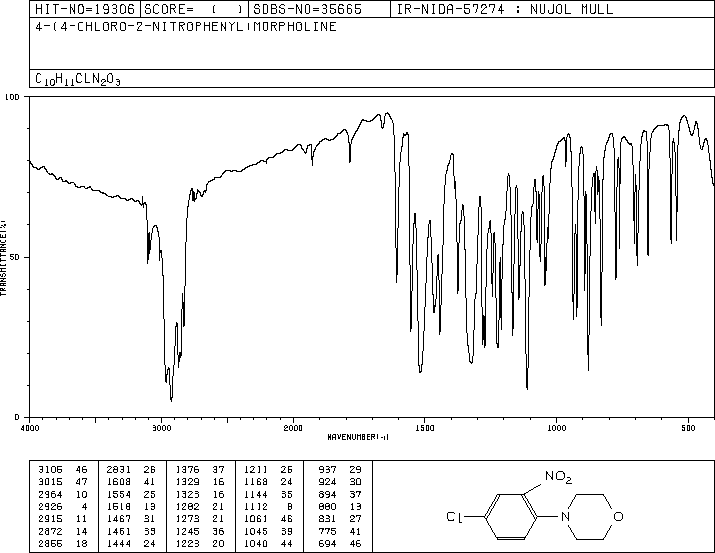 HIT-NO=19306 SCORE= ( ) SDBS-NO=35665 IR-NIDA-57274 : NUJOL MULL
4-(4-CHLORO-2-NITROPHENYL)MORPHOLINE
C10H11CLN2O3
100
50
0
TRANSMITTANCE(%)
4000 3000 2000 1500 1000 500
WAVENUMBER(-1)
3105 46 2831 26 1376 37 1211 26 937 29
3015 47 1608 41 1329 16 1168 24 924 30
2964 10 1554 25 1323 16 1144 35 894 37
2926 4 1518 13 1282 21 1112 8 880 13
2915 11 1467 31 1273 21 1061 46 831 27
2872 14 1461 39 1245 36 1045 39 775 41
2866 18 1444 24 1223 20 1040 44 694 46
NO2
Cl
N
O